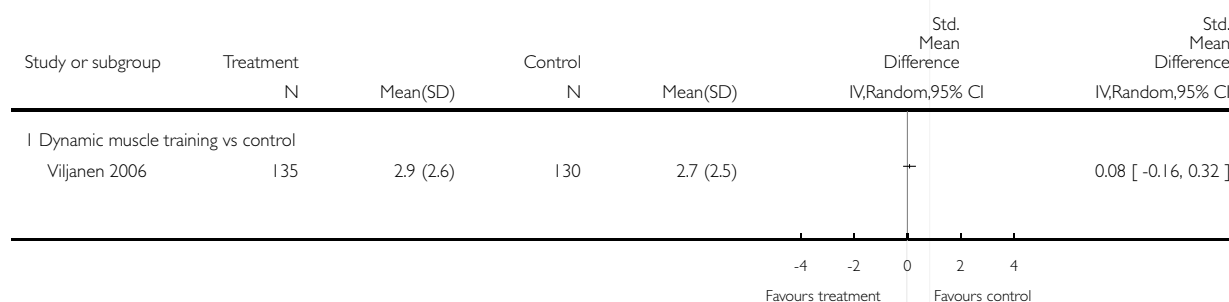 Std. Std.
Mean Mean
Study or subgroup Treatment Control Difference Difference
N Mean(SD) N Mean(SD) IV,Random,95% CI IV,Random,95% CI
1 Dynamic muscle training vs control
Viljanen 2006 135 2.9 (2.6) 130 2.7 (2.5) 0.08 [ -0.16, 0.32 ]
-4 -2 0 2 4
Favours treatment Favours control